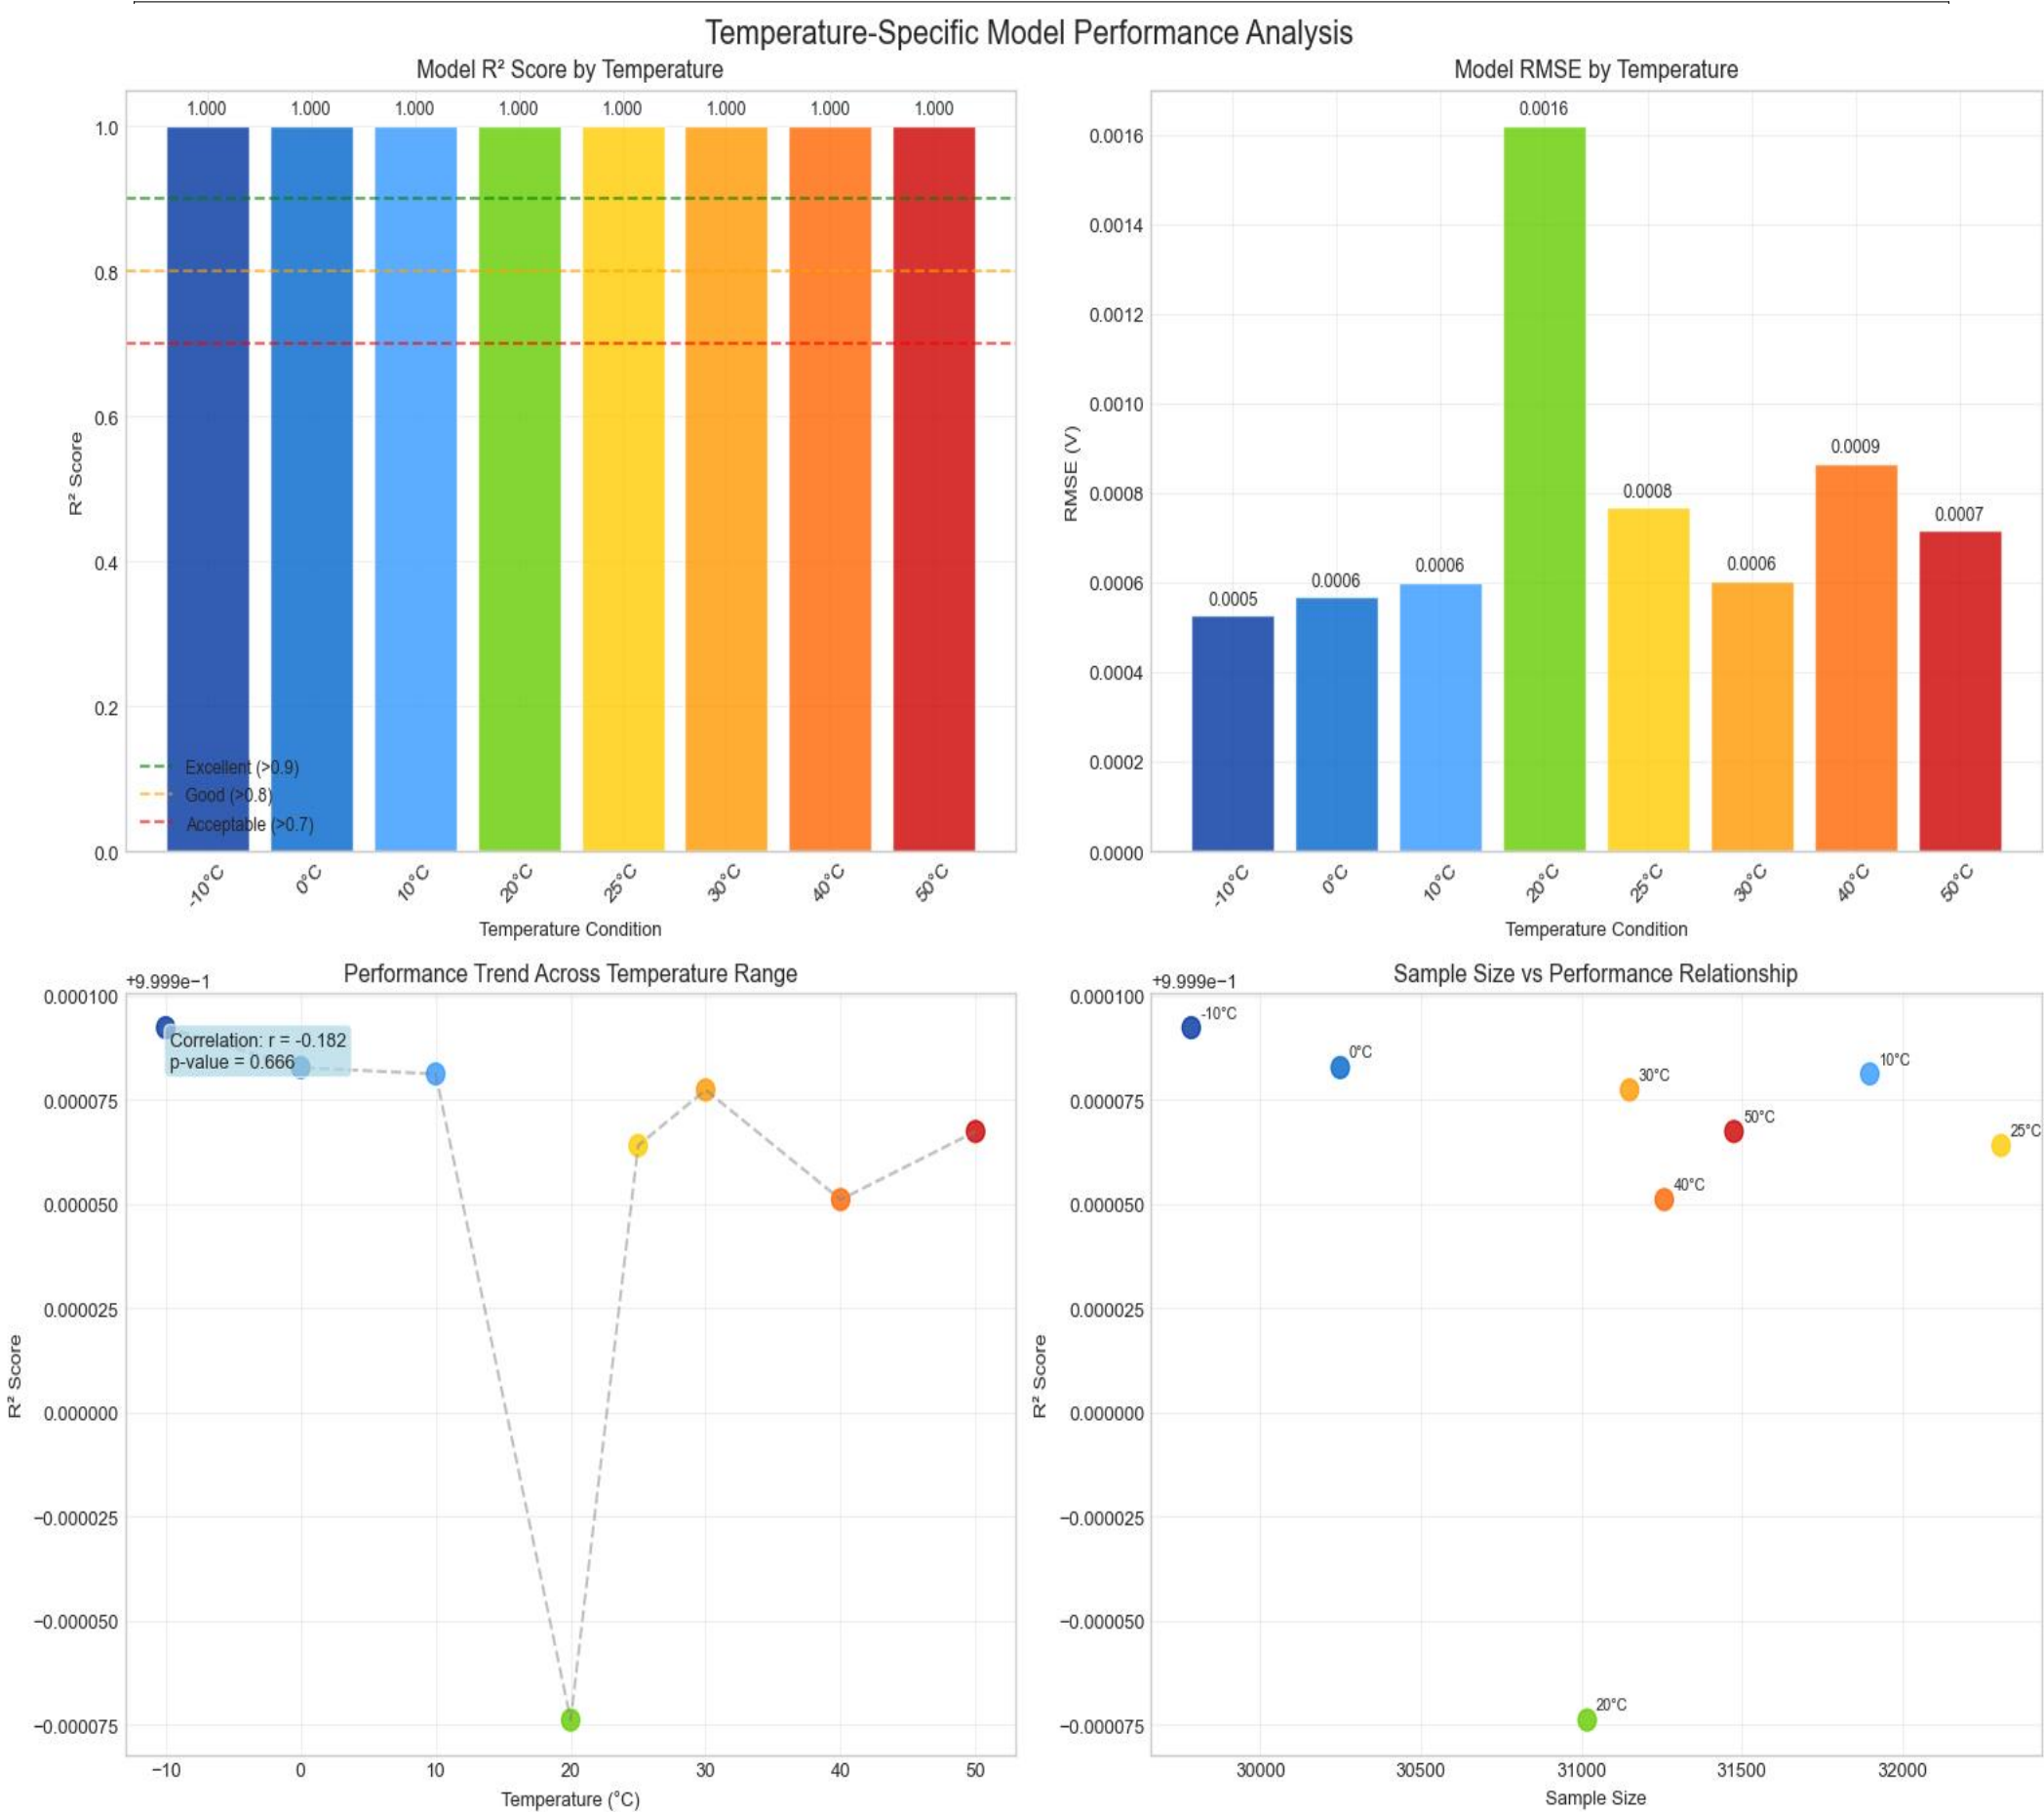 Temperature-Specific Model Performance Analysis
Model R² Score by Temperature
1.000 1.000 1.000 1.000 1.000 1.000 1.000 1.000
1.0
0.8
0.6
0.4
0.2
0.0
R² Score
Excellent (>0.9)
Good (>0.8)
Acceptable (>0.7)
-10°C 0°C 10°C 20°C 25°C 30°C 40°C 50°C
Temperature Condition
Model RMSE by Temperature
0.0016
0.0014
0.0012
0.0010
0.0008
0.0006
0.0004
0.0002
0.0000
RMSE (V)
0.0005 0.0006 0.0006 0.0016 0.0008 0.0006 0.0009 0.0007
-10°C 0°C 10°C 20°C 25°C 30°C 40°C 50°C
Temperature Condition
Performance Trend Across Temperature Range
+9.999e−1
0.000100
0.000075
0.000050
0.000025
0.000000
−0.000025
−0.000050
−0.000075
R² Score
Correlation: r = -0.182
p-value = 0.666
−10 0 10 20 30 40 50
Temperature (°C)
Sample Size vs Performance Relationship
+9.999e−1
0.000100
0.000075
0.000050
0.000025
0.000000
−0.000025
−0.000050
−0.000075
R² Score
-10°C
0°C
10°C
30°C
50°C
25°C
40°C
20°C
30000 30500 31000 31500 32000
Sample Size